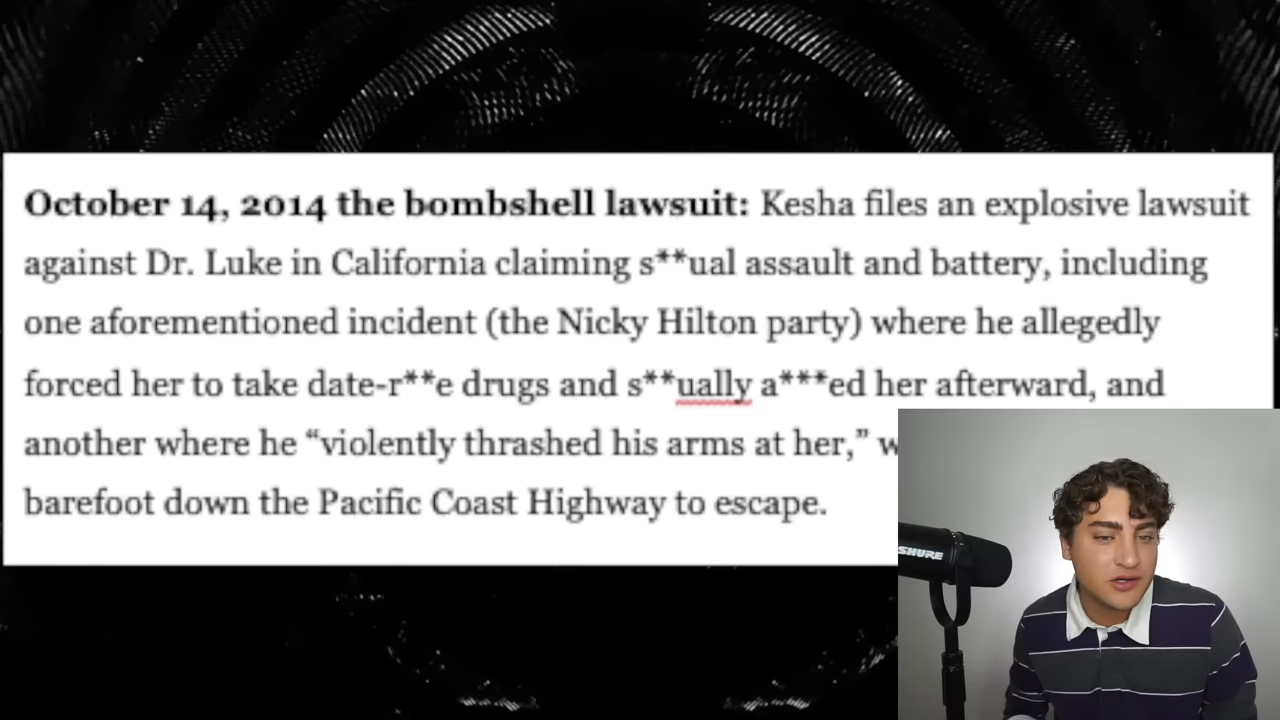 October 14, 2014 the bombshell lawsuit: Kesha files an explosive lawsuit
against Dr. Luke in California claiming s**ual assault and battery, including
one aforementioned incident (the Nicky Hilton party) where he allegedly
forced her to take date-r**e drugs and s**ually a***ed her afterward, and
another where he “violently thrashed his arms at her,” w
barefoot down the Pacific Coast Highway to escape.
SHURE